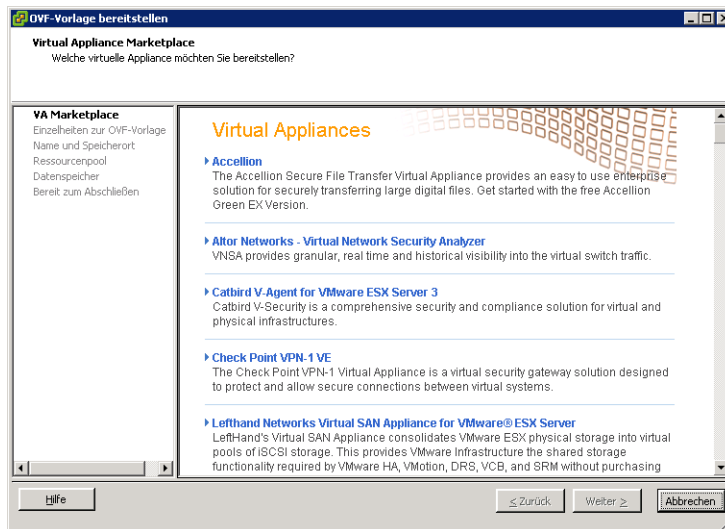 OVF-Vorlage bereitstellen
Virtual Appliance Marketplace
Welche virtuelle Appliance möchten Sie bereitstellen?
VA Marketplace
Einzelheiten zur OVF-Vorlage
Name und Speicherort
Ressourcenpool
Datenspeicher
Bereit zum Abschließen
Virtual Appliances
Accellion
The Accellion Secure File Transfer Virtual Appliance provides an easy to use enterprise
solution for securely transferring large digital files. Get started with the free Accellion
Green EX Version.
Altor Networks - Virtual Network Security Analyzer
VNSA provides granular, real time and historical visibility into the virtual switch traffic.
Catbird V-Agent for VMware ESX Server 3
Catbird V-Security is a comprehensive security and compliance solution for virtual and
physical infrastructures.
Check Point VPN-1 VE
The Check Point VPN-1 Virtual Appliance is a virtual security gateway solution designed
to protect and allow secure connections between virtual systems.
Lefthand Networks Virtual SAN Appliance for VMware® ESX Server
LeftHand's Virtual SAN Appliance consolidates VMware ESX physical storage into virtual
pools of iSCSI storage. This provides VMware Infrastructure the shared storage
functionality required by VMware HA, VMotion, DRS, VCB, and SRM without purchasing
Hilfe
< Zurück
Weiter >
Abbrechen